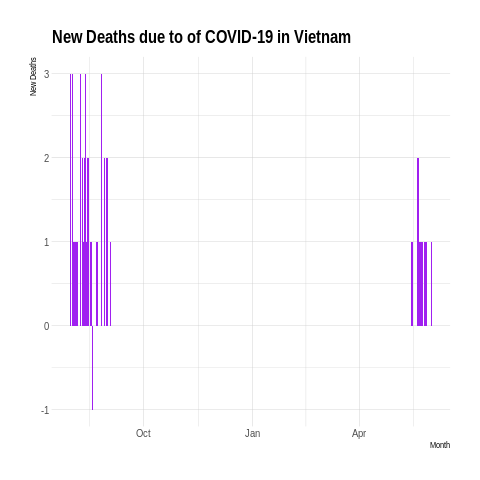 New Deaths due to of COVID-19 in Vietnam
New Deaths
3
2
1
0
-1
Oct
Jan
Apr
Month